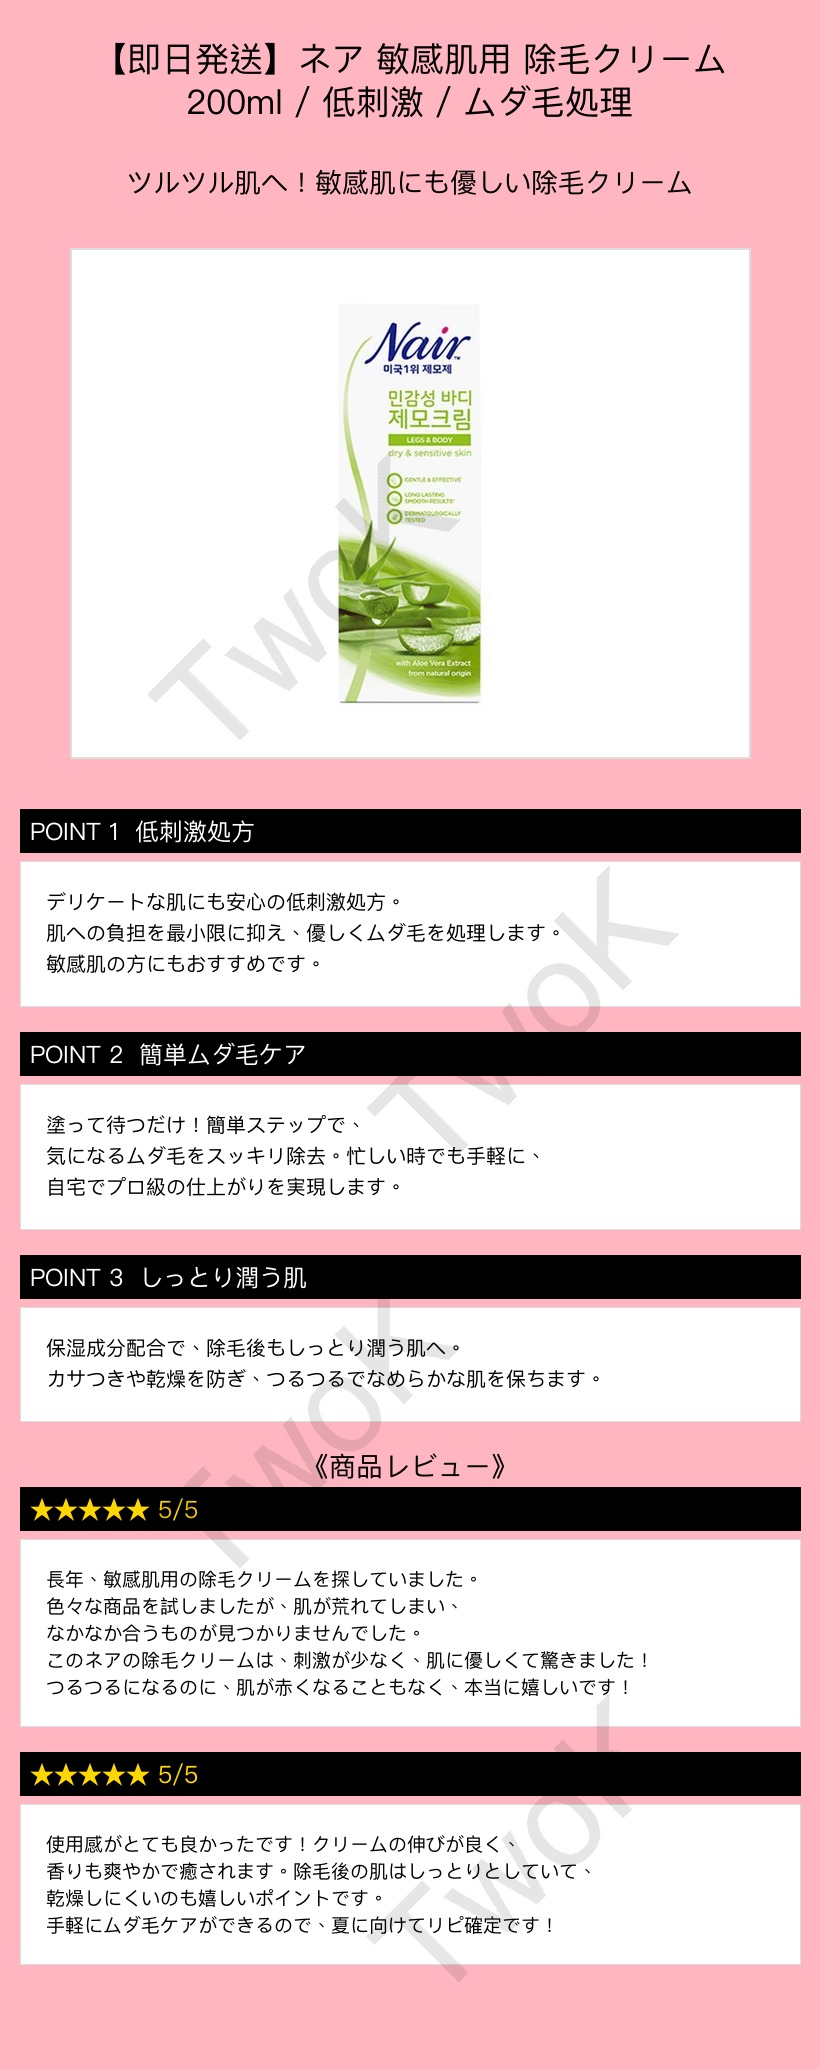 【即日発送】ネア 敏感肌用 除毛クリーム
200ml / 低刺激 / ムダ毛処理
ツルツル肌へ！敏感肌にも優しい除毛クリーム
Nair™
미국1위 제모제
민감성 바디
제모크림
LEGS & BODY
dry & sensitive skin
GENTLE & EFFECTIVE
LONG LASTING
SMOOTH RESULTS*
DERMATOLOGICALLY
TESTED
with Aloe Vera Extract
from natural origin
TwoK
POINT 1 低刺激処方
デリケートな肌にも安心の低刺激処方。
肌への負担を最小限に抑え、優しくムダ毛を処理します。
敏感肌の方にもおすすめです。
TwoK
POINT 2 簡単ムダ毛ケア
塗って待つだけ！簡単ステップで、
気になるムダ毛をスッキリ除去。忙しい時でも手軽に、
自宅でプロ級の仕上がりを実現します。
POINT 3 しっとり潤う肌
保湿成分配合で、除毛後もしっとり潤う肌へ。
カサつきや乾燥を防ぎ、つるつるでなめらかな肌を保ちます。
TwoK
《商品レビュー》
★★★★★ 5/5
長年、敏感肌用の除毛クリームを探していました。
色々な商品を試しましたが、肌が荒れてしまい、
なかなか合うものが見つかりませんでした。
このネアの除毛クリームは、刺激が少なく、肌に優しくて驚きました！
つるつるになるのに、肌が赤くなることもなく、本当に嬉しいです！
★★★★★ 5/5
使用感がとても良かったです！クリームの伸びが良く、
香りも爽やかで癒されます。除毛後の肌はしっとりとしていて、
乾燥しにくいのも嬉しいポイントです。
手軽にムダ毛ケアができるので、夏に向けてリピ確定です！
TwoK